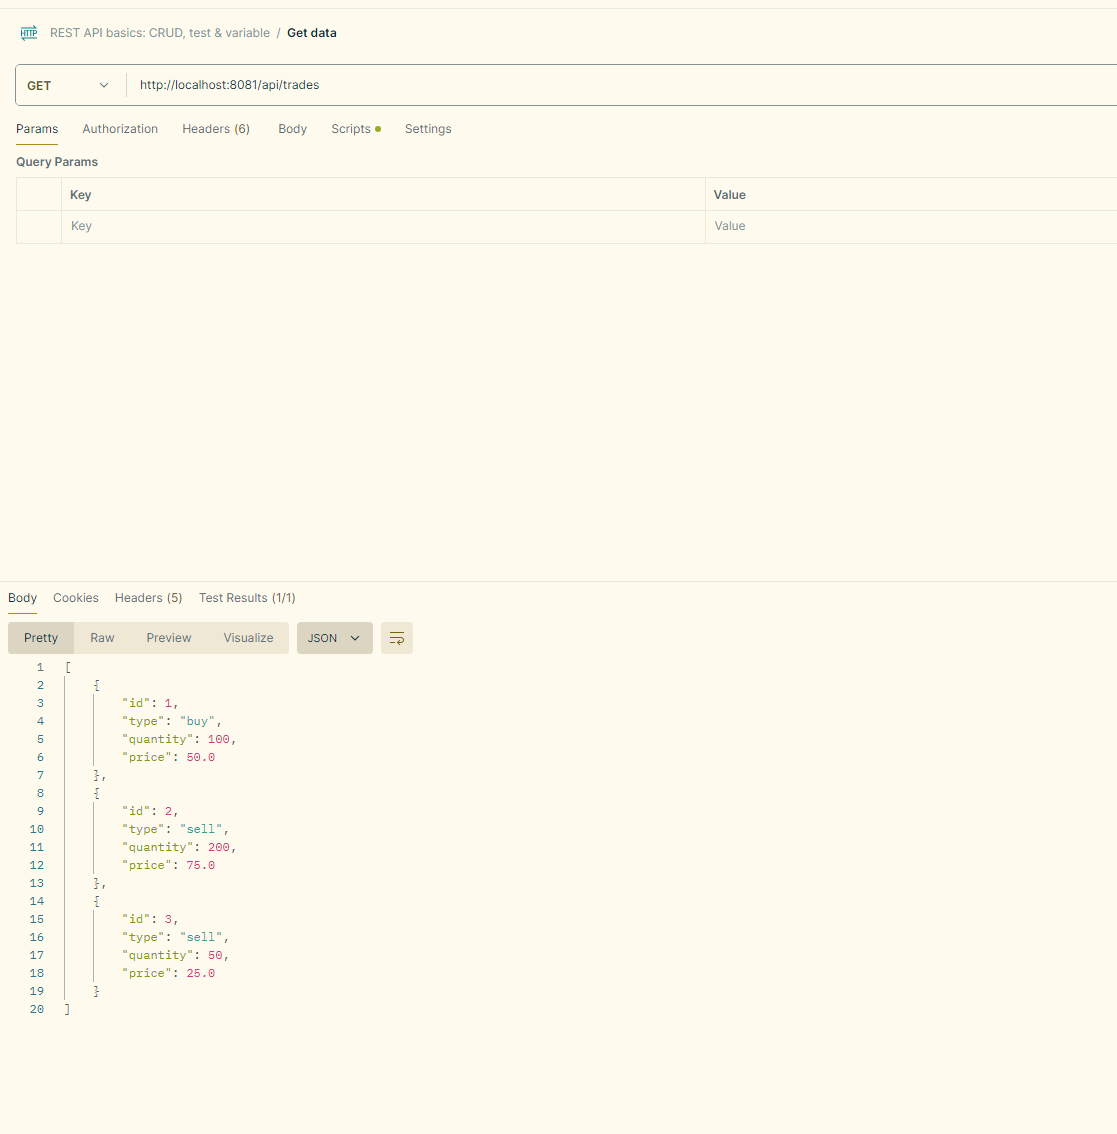 HTTP REST API basics: CRUD, test & variable / Get data
GET http://localhost:8081/api/trades
Params Authorization Headers (6) Body Scripts Settings
Query Params
Key Value
Key Value
Body Cookies Headers (5) Test Results (1/1)
Pretty Raw Preview Visualize JSON
1 [
2 {
3 "id": 1,
4 "type": "buy",
5 "quantity": 100,
6 "price": 50.0
7 },
8 {
9 "id": 2,
10 "type": "sell",
11 "quantity": 200,
12 "price": 75.0
13 },
14 {
15 "id": 3,
16 "type": "sell",
17 "quantity": 50,
18 "price": 25.0
19 }
20 ]